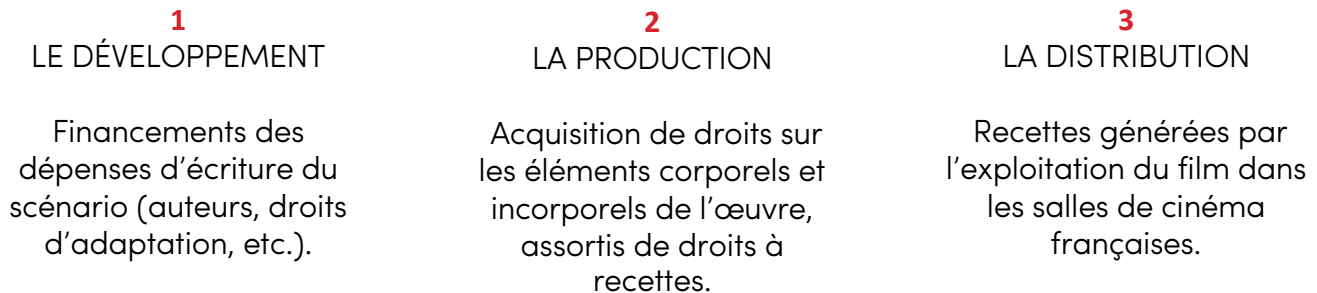 1
LE DÉVELOPPEMENT
Financements des
dépenses d'écriture du
scénario (auteurs, droits
d'adaptation, etc.).
2
LA PRODUCTION
Acquisition de droits sur
les éléments corporels et
incorporels de l'œuvre,
assortis de droits à
recettes.
3
LA DISTRIBUTION
Recettes générées par
l'exploitation du film dans
les salles de cinéma
françaises.